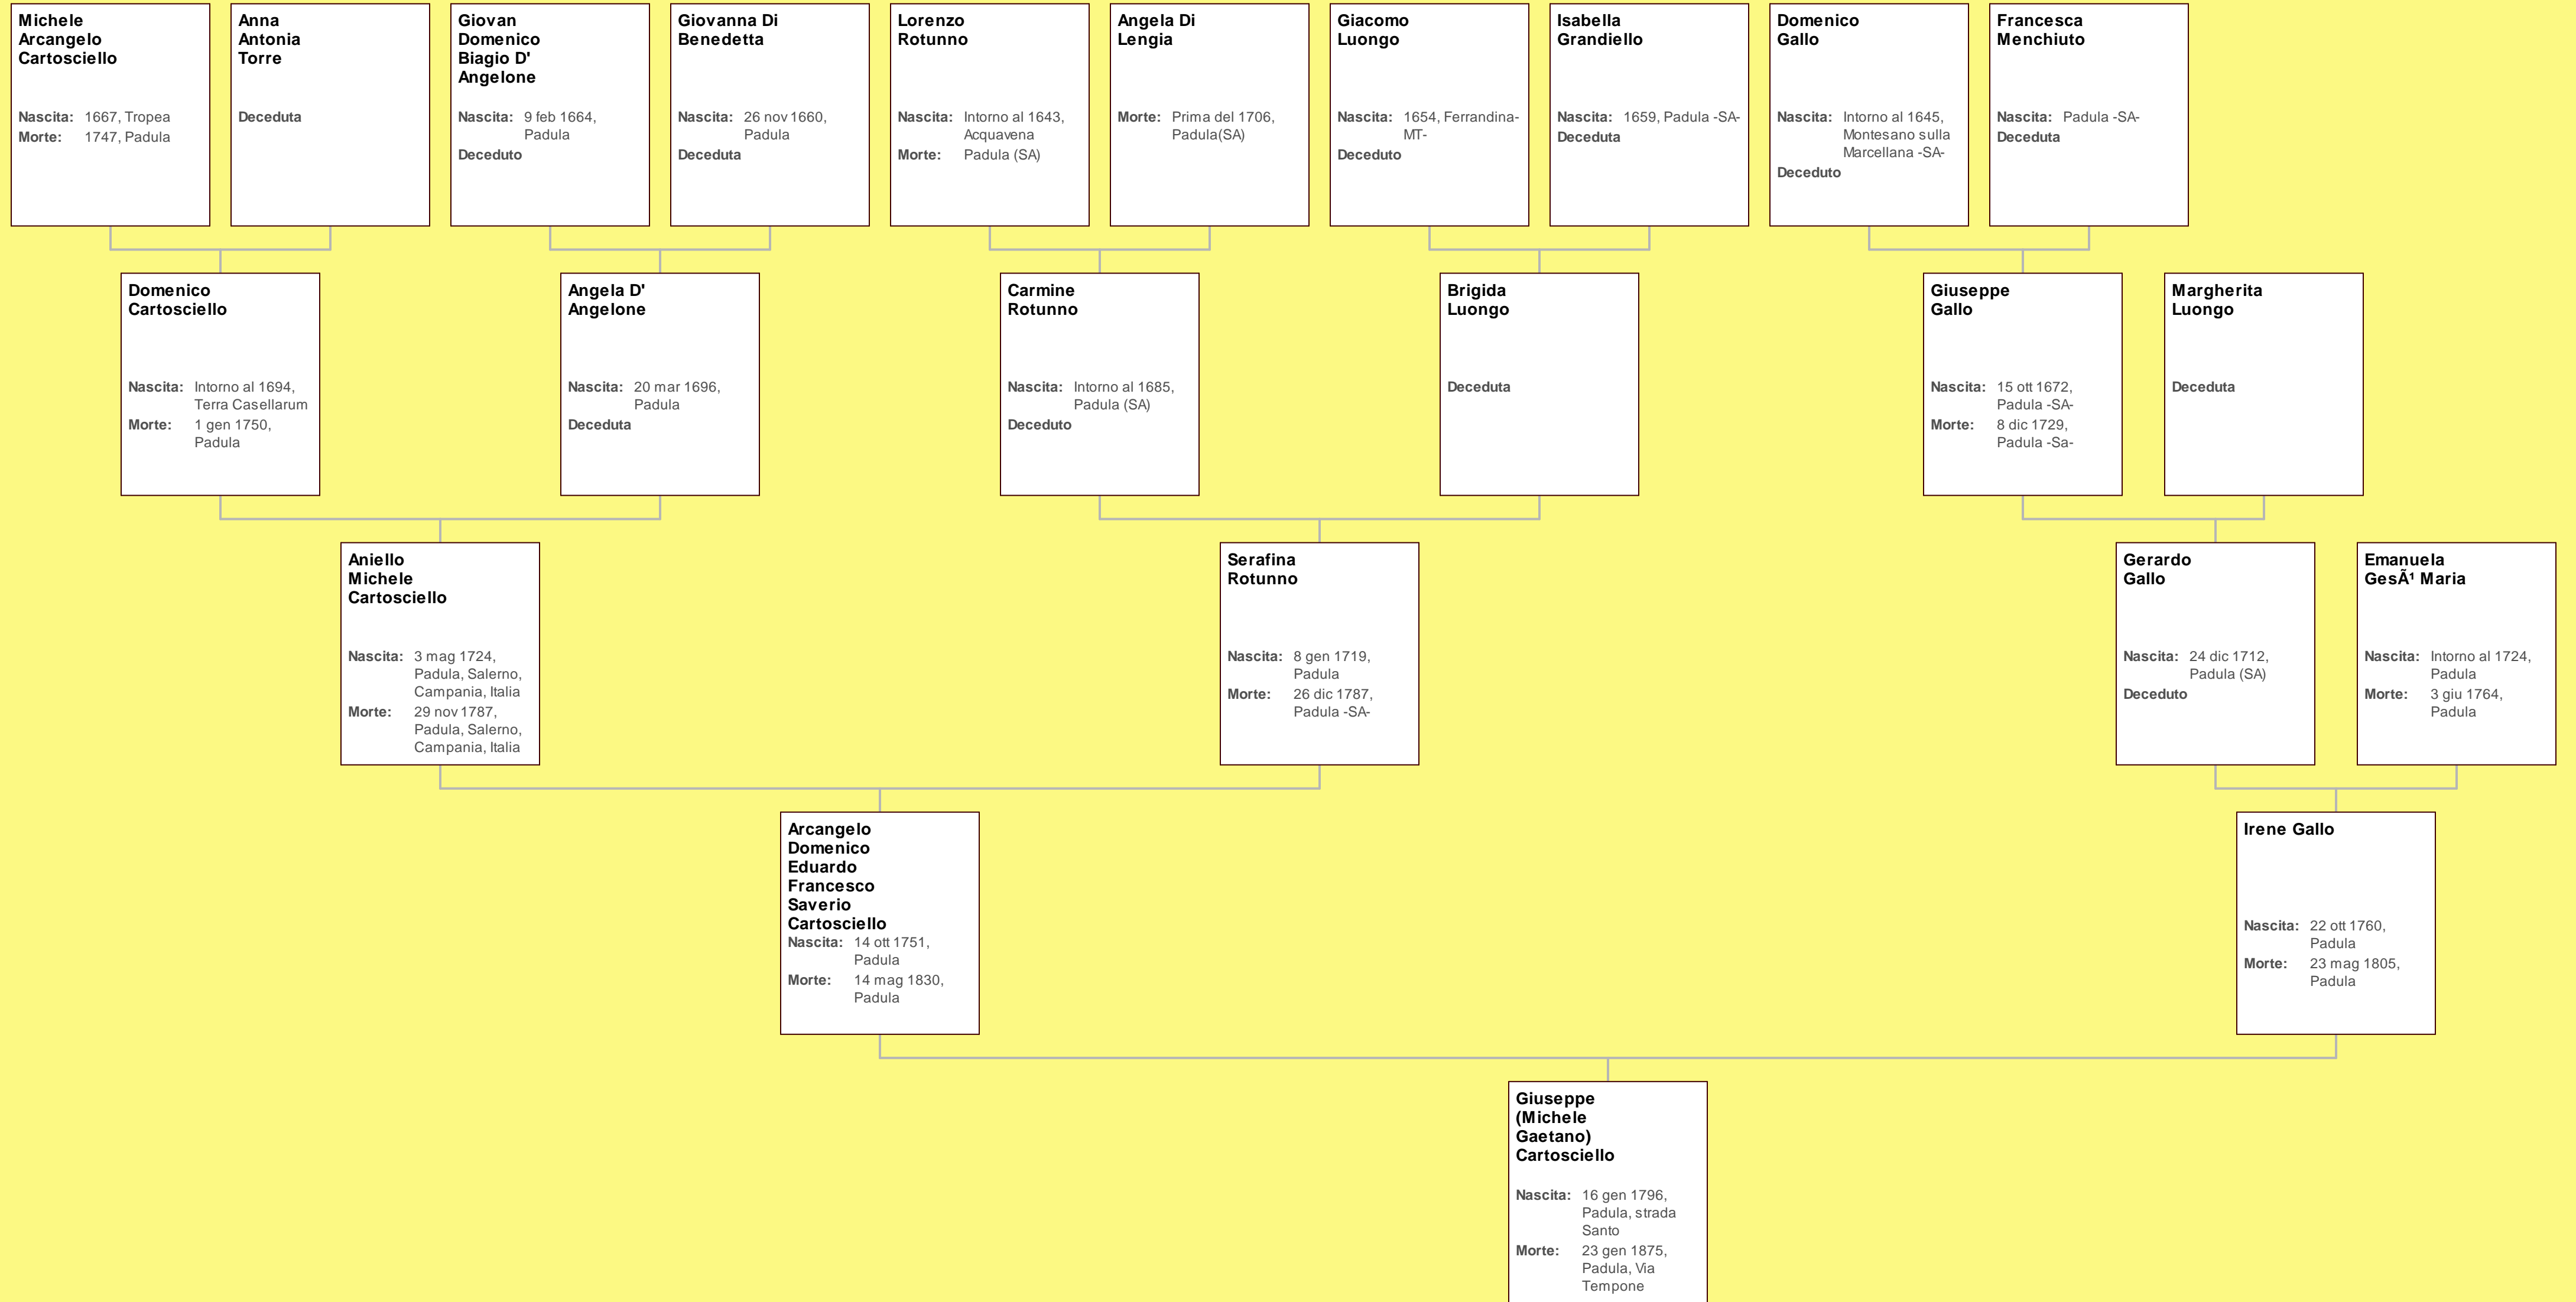 Michele
Arcangelo
Cartosciello
Nascita: 1667, Tropea
Morte: 1747, Padula
Anna
Antonia
Torre
Deceduta
Giovan
Domenico
Biagio D'
Angelone
Nascita: 9 feb 1664,
Padula
Deceduto
Giovanna Di
Benedetta
Nascita: 26 nov 1660,
Padula
Deceduta
Lorenzo
Rotunno
Nascita: Intorno al 1643,
Acquavena
Morte: Padula (SA)
Angela Di
Lengia
Morte: Prima del 1706,
Padula(SA)
Giacomo
Luongo
Nascita: 1654, Ferrandina-
MT-
Deceduto
Isabella
Grandiello
Nascita: 1659, Padula -SA-
Deceduta
Domenico
Gallo
Nascita: Intorno al 1645,
Montesano sulla
Marcellana -SA-
Deceduto
Francesca
Menchiuto
Nascita: Padula -SA-
Deceduta
Domenico
Cartosciello
Nascita: Intorno al 1694,
Terra Casellarum
Morte: 1 gen 1750,
Padula
Angela D'
Angelone
Nascita: 20 mar 1696,
Padula
Deceduta
Carmine
Rotunno
Nascita: Intorno al 1685,
Padula (SA)
Deceduto
Brigida
Luongo
Deceduta
Giuseppe
Gallo
Nascita: 15 ott 1672,
Padula -SA-
Morte: 8 dic 1729,
Padula -Sa-
Margherita
Luongo
Deceduta
Aniello
Michele
Cartosciello
Nascita: 3 mag 1724,
Padula, Salerno,
Campania, Italia
Morte: 29 nov 1787,
Padula, Salerno,
Campania, Italia
Serafina
Rotunno
Nascita: 8 gen 1719,
Padula
Morte: 26 dic 1787,
Padula -SA-
Gerardo
Gallo
Nascita: 24 dic 1712,
Padula (SA)
Deceduto
Emanuela
GesÃ¹ Maria
Nascita: Intorno al 1724,
Padula
Morte: 3 giu 1764,
Padula
Arcangelo
Domenico
Eduardo
Francesco
Saverio
Cartosciello
Nascita: 14 ott 1751,
Padula
Morte: 14 mag 1830,
Padula
Irene Gallo
Nascita: 22 ott 1760,
Padula
Morte: 23 mag 1805,
Padula
Giuseppe
(Michele
Gaetano)
Cartosciello
Nascita: 16 gen 1796,
Padula, strada
Santo
Morte: 23 gen 1875,
Padula, Via
Tempone